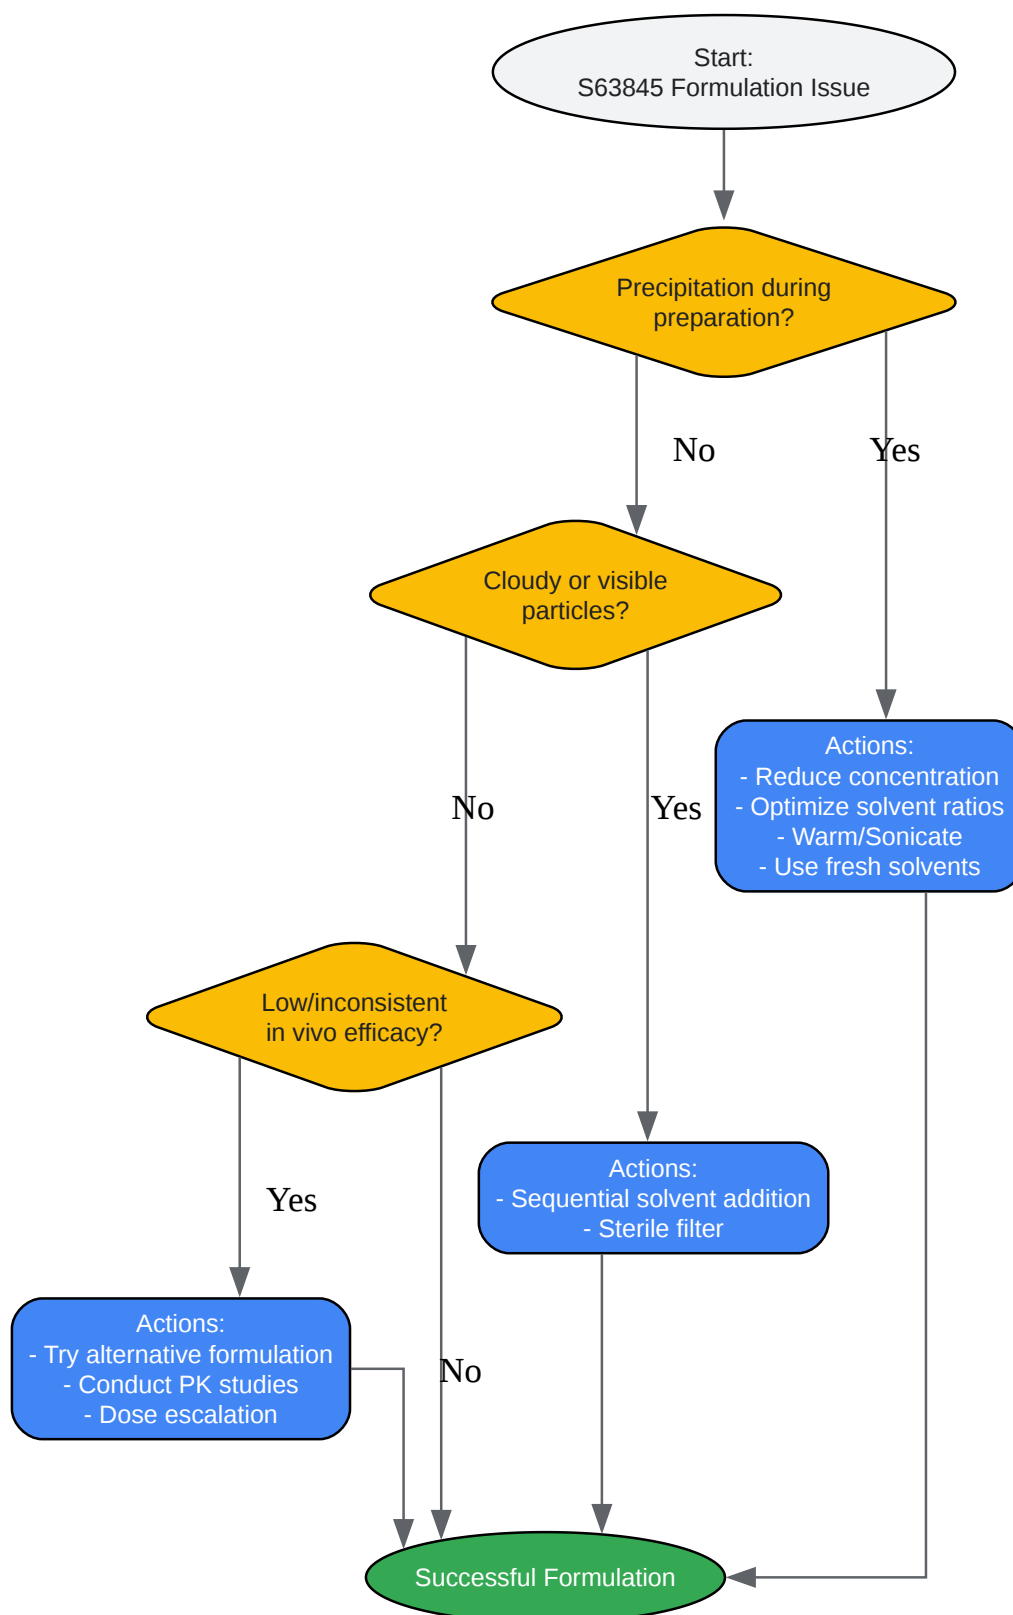 Start:
S63845 Formulation Issue
Precipitation during
preparation?
No
Yes
Cloudy or visible
particles?
Actions:
- Reduce concentration
- Optimize solvent ratios
- Warm/Sonicate
- Use fresh solvents
No
Yes
Low/inconsistent
in vivo efficacy?
Actions:
- Sequential solvent addition
- Sterile filter
Yes
Actions:
- Try alternative formulation
- Conduct PK studies
- Dose escalation
No
Successful Formulation